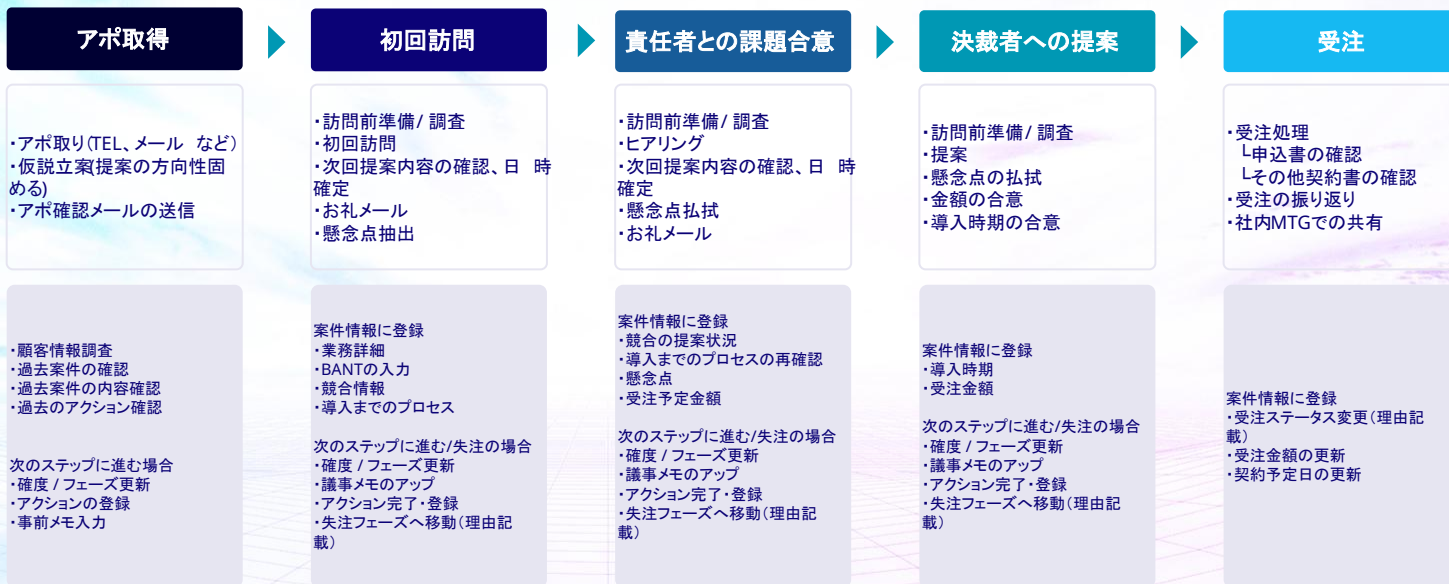 アポ取得
初回訪問
責任者との課題合意
決裁者への提案
受注
・アポ取り(TEL、メール など)
・仮説立案(提案の方向性固
める)
・アポ確認メールの送信
・訪問前準備/ 調査
・初回訪問
・次回提案内容の確認、日 時
確定
・お礼メール
・懸念点抽出
・訪問前準備/ 調査
・ヒアリング
・次回提案内容の確認、日 時
確定
・懸念点払拭
・お礼メール
・訪問前準備/ 調査
・提案
・懸念点の払拭
・金額の合意
・導入時期の合意
・受注処理
└申込書の確認
└その他契約書の確認
・受注の振り返り
・社内MTGでの共有
・顧客情報調査
・過去案件の確認
・過去案件の内容確認
・過去のアクション確認
次のステップに進む場合
・確度 / フェーズ更新
・アクションの登録
・事前メモ入力
案件情報に登録
・業務詳細
・BANTの入力
・競合情報
・導入までのプロセス
次のステップに進む/失注の場合
・確度 / フェーズ更新
・議事メモのアップ
・アクション完了・登録
・失注フェーズへ移動（理由記
載）
案件情報に登録
・競合の提案状況
・導入までのプロセスの再確認
・懸念点
・受注予定金額
次のステップに進む/失注の場合
・確度 / フェーズ更新
・議事メモのアップ
・アクション完了・登録
・失注フェーズへ移動（理由記
載）
案件情報に登録
・導入時期
・受注金額
次のステップに進む/失注の場合
・確度 / フェーズ更新
・議事メモのアップ
・アクション完了・登録
・失注フェーズへ移動（理由記
載）
案件情報に登録
・受注ステータス変更（理由記
載）
・受注金額の更新
・契約予定日の更新